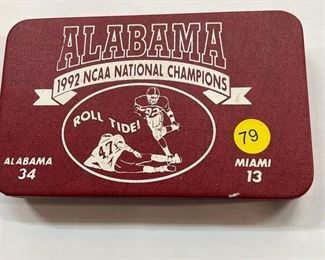 ALABAMA
1992 NCAA NATIONAL CHAMPIONS
ROLL TIDE!
47
79
ALABAMA
34
MIAMI
13